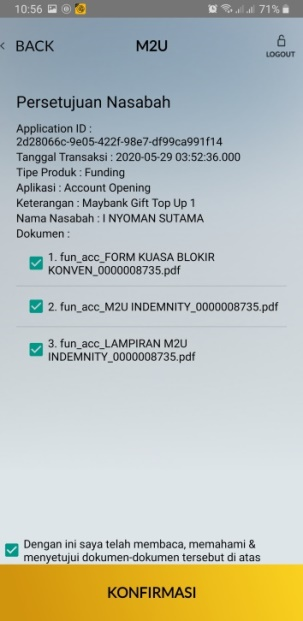 10:56 71%
BACK M2U
LOGOUT
Persetujuan Nasabah
Application ID :
2d28066c-9e05-422f-98e7-df99ca991f14
Tanggal Transaksi : 2020-05-29 03:52:36.000
Tipe Produk : Funding
Aplikasi : Account Opening
Keterangan : Maybank Gift Top Up 1
Nama Nasabah : I NYOMAN SUTAMA
Dokumen :
1. fun_acc_FORM KUASA BLOKIR
KONVEN_0000008735.pdf
2. fun_acc_M2U INDEMNITY_0000008735.pdf
3. fun_acc_LAMPIRAN M2U
INDEMNITY_0000008735.pdf
Dengan ini saya telah membaca, memahami &
menyetujui dokumen-dokumen tersebut di atas
KONFIRMASI